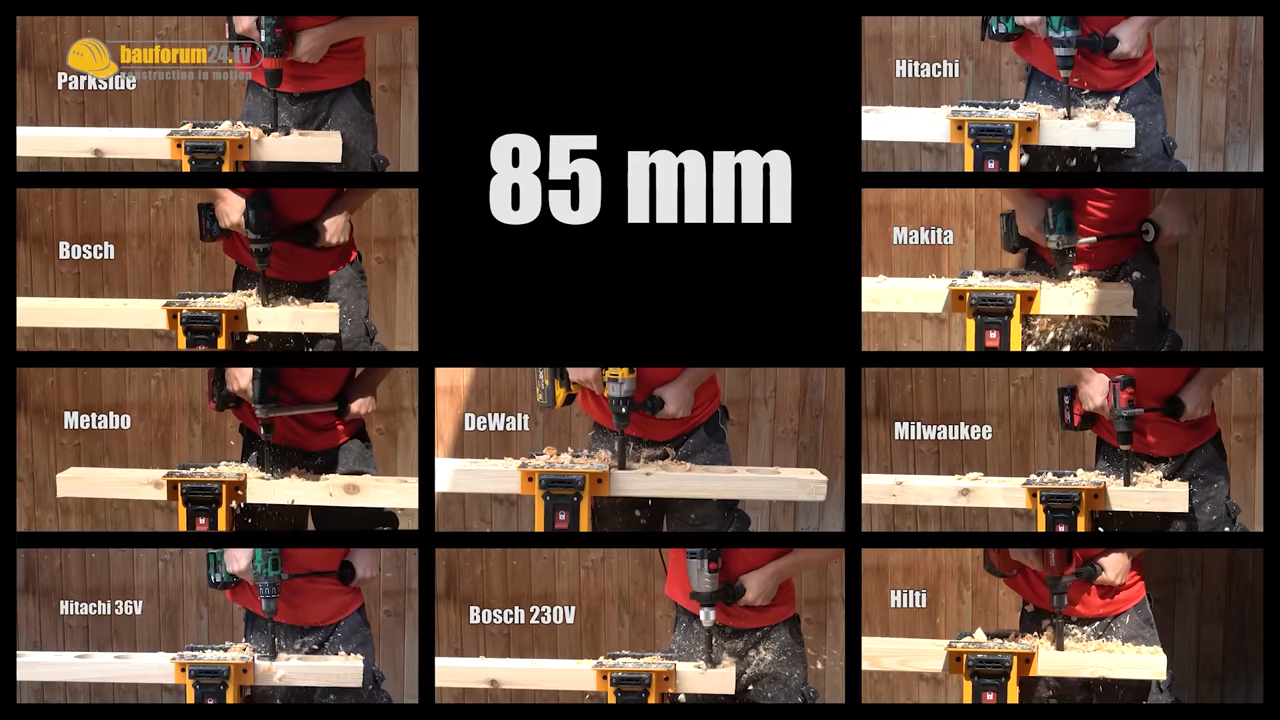 bauforum24.tv
construction in motion
Parkside
85 mm
Hitachi
Bosch
Makita
Metabo
DeWalt
Milwaukee
Hitachi 36V
Bosch 230V
Hilti